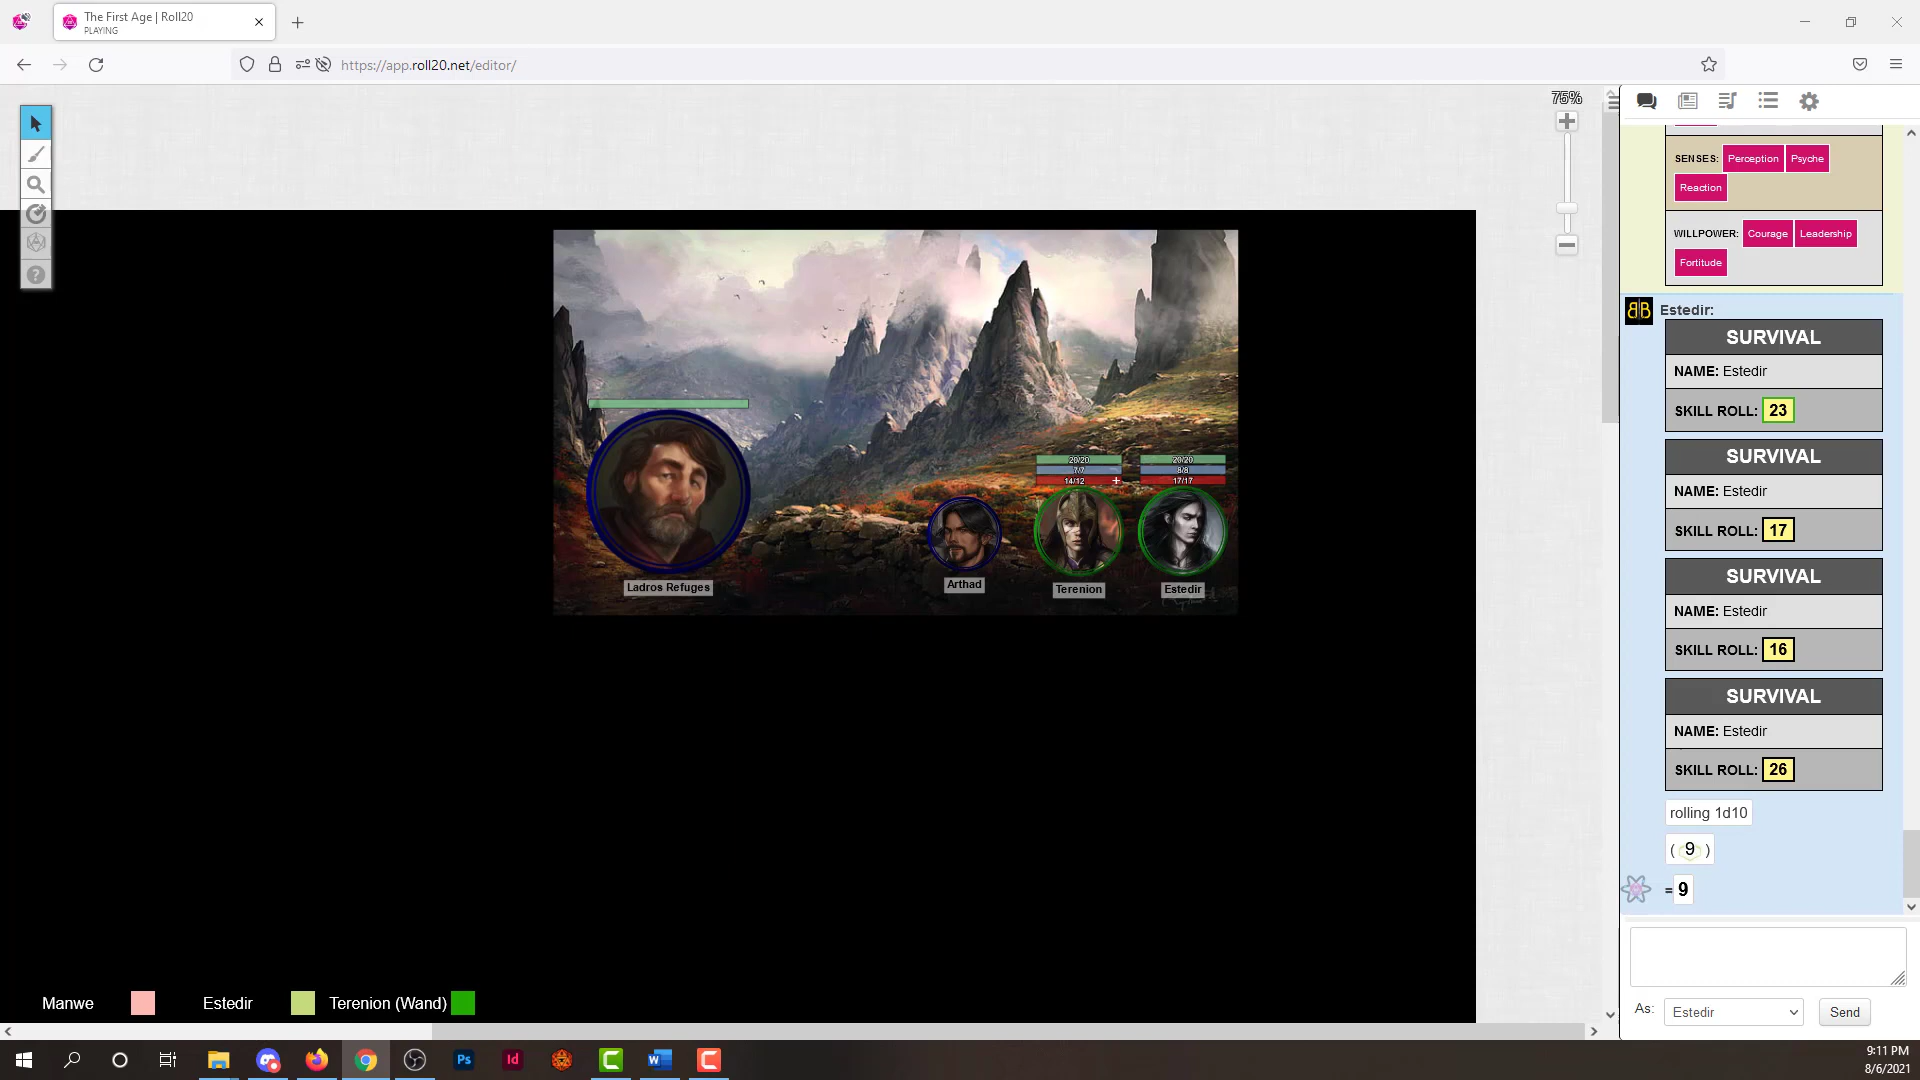 The First Age | Roll20
PLAYING
https://app.roll20.net/editor/
75%
SENSES: Perception Psyche
Reaction
WILLPOWER: Courage Leadership
Fortitude
Estedir:
SURVIVAL
NAME: Estedir
SKILL ROLL: 23
SURVIVAL
NAME: Estedir
SKILL ROLL: 17
SURVIVAL
NAME: Estedir
SKILL ROLL: 16
SURVIVAL
NAME: Estedir
SKILL ROLL: 26
rolling 1d10
( 9 )
=9
20/20
7/7
14/12
20/20
8/8
17/17
Ladros Refuges
Arthad
Terenion
Estedir
Manwe
Estedir
Terenion (Wand)
As: Estedir Send
Ps
Id
9:11 PM
8/6/2021